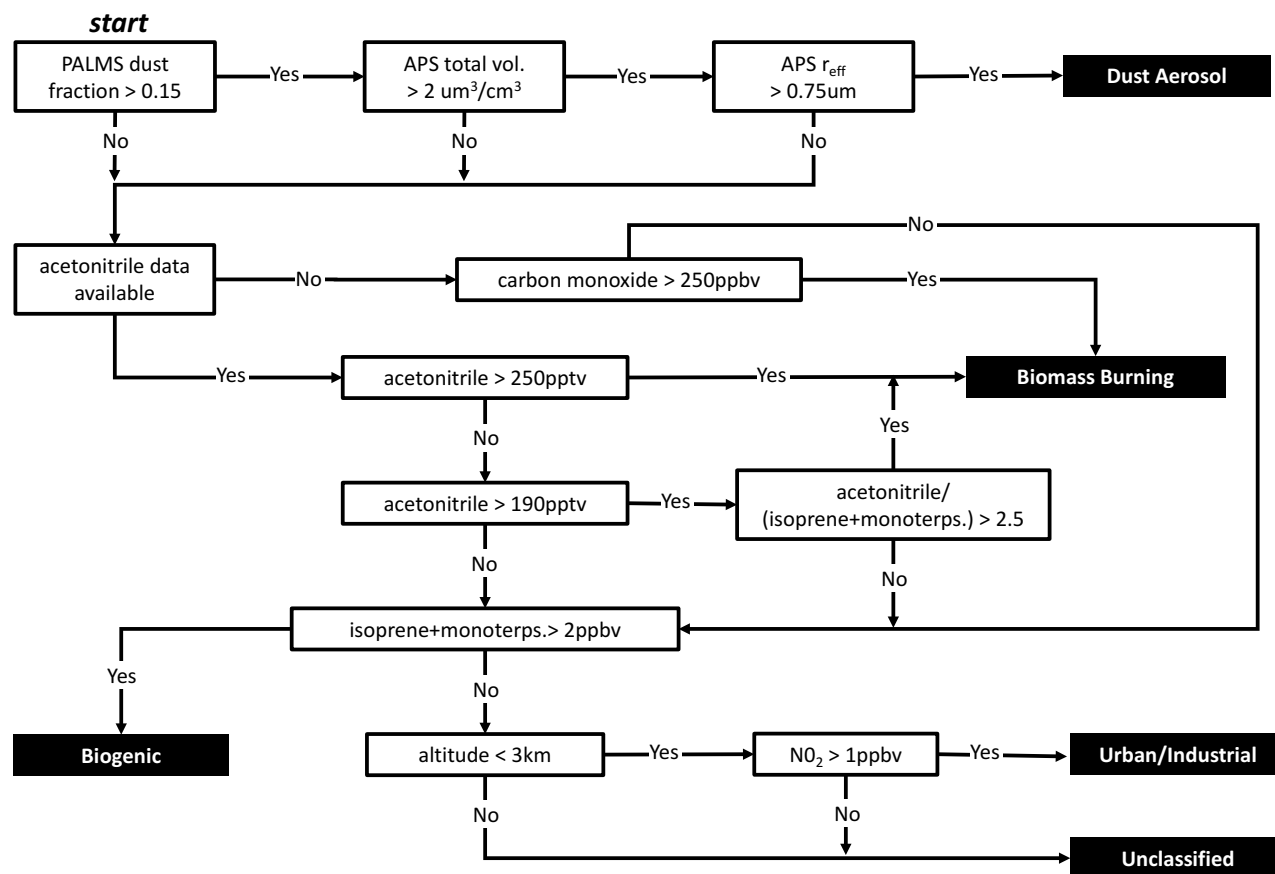 start
PALMS dust
fraction > 0.15
Yes
APS total vol.
> 2 um³/cm³
Yes
APS reff
> 0.75um
Yes
Dust Aerosol
No
No
No
No
acetonitrile data
available
No
carbon monoxide > 250ppbv
Yes
Yes
acetonitrile > 250pptv
Yes
Biomass Burning
No
Yes
acetonitrile > 190pptv
Yes
acetonitrile/
(isoprene+monoterps.) > 2.5
No
No
isoprene+monoterps.> 2ppbv
Yes
No
Biogenic
altitude < 3km
Yes
N0₂ > 1ppbv
Yes
Urban/Industrial
No
No
Unclassified